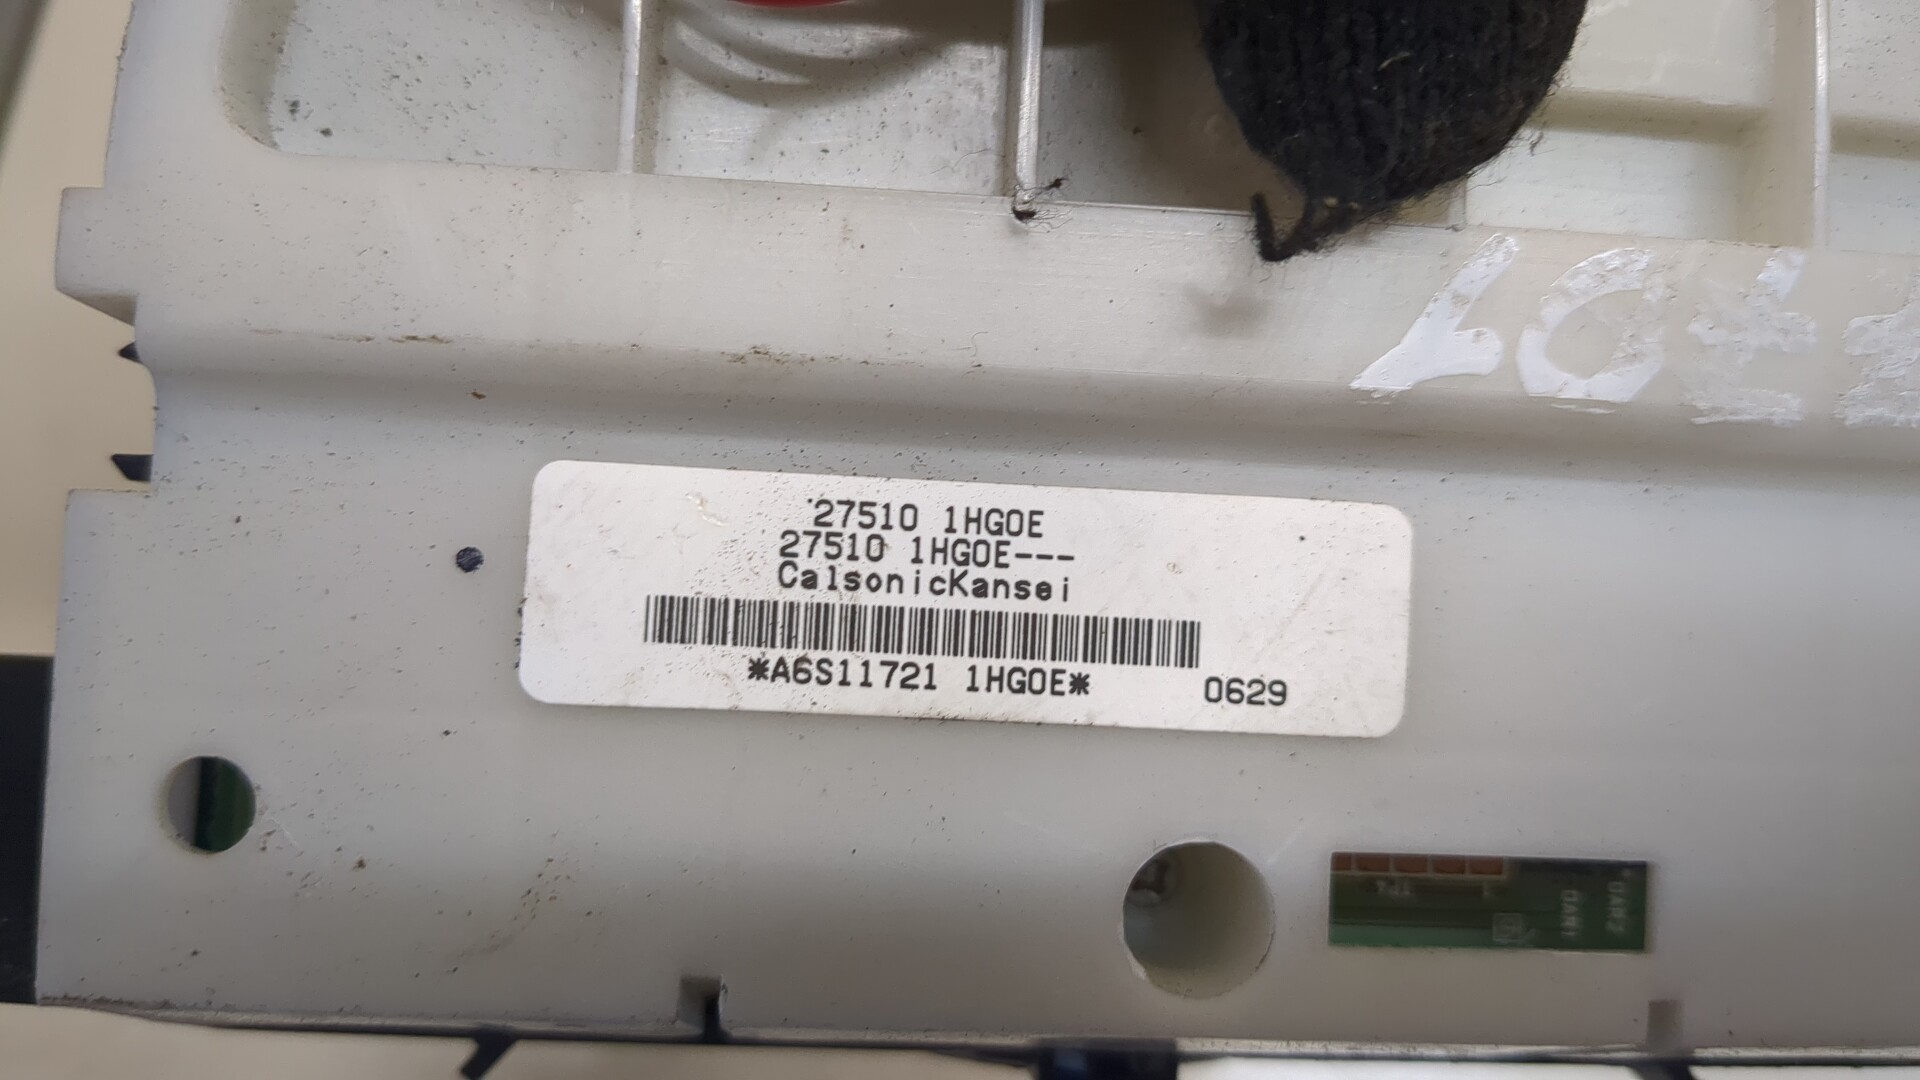 27510 1HG0E
27510 1HG0E---
CalsonicKansei
*A6S11721 1HG0E*
0629